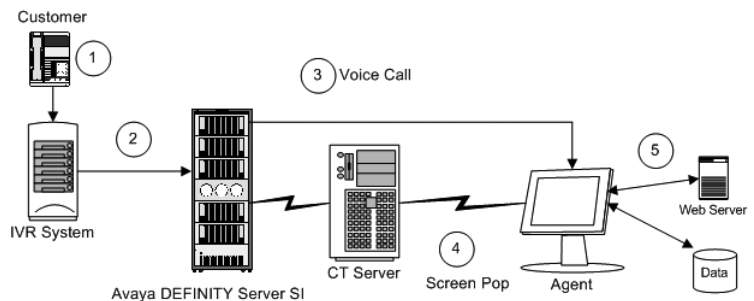 Customer
1
3 Voice Call
2
5
IVR System
Web Server
4
CT Server
Screen Pop
Agent
Data
Avaya DEFINITY Server SI